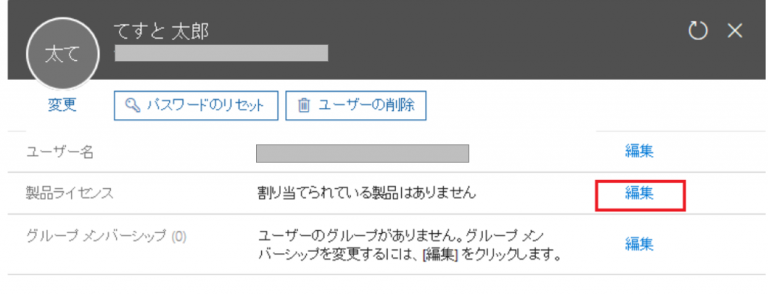 てすと 太郎
太て
変更
パスワードのリセット
ユーザーの削除
ユーザー名
編集
製品ライセンス
割り当てられている製品はありません
編集
グループ メンバーシップ (0)
ユーザーのグループがありません。グループ メン
バーシップを変更するには、[編集] をクリックします。
編集